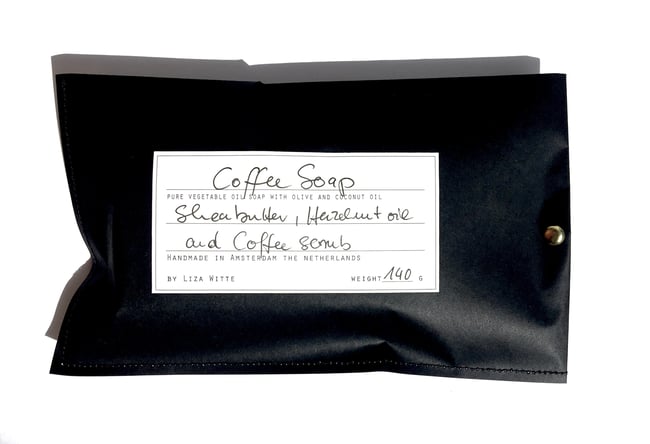 Coffee Soap
PURE VEGETABLE OIL SOAP WITH OLIVE AND COCONUT OIL
Sheabutter, Hazelnut oil
and Coffee scrub
HANDMADE IN AMSTERDAM THE NETHERLANDS
BY LIZA WITTE WEIGHT 140 G